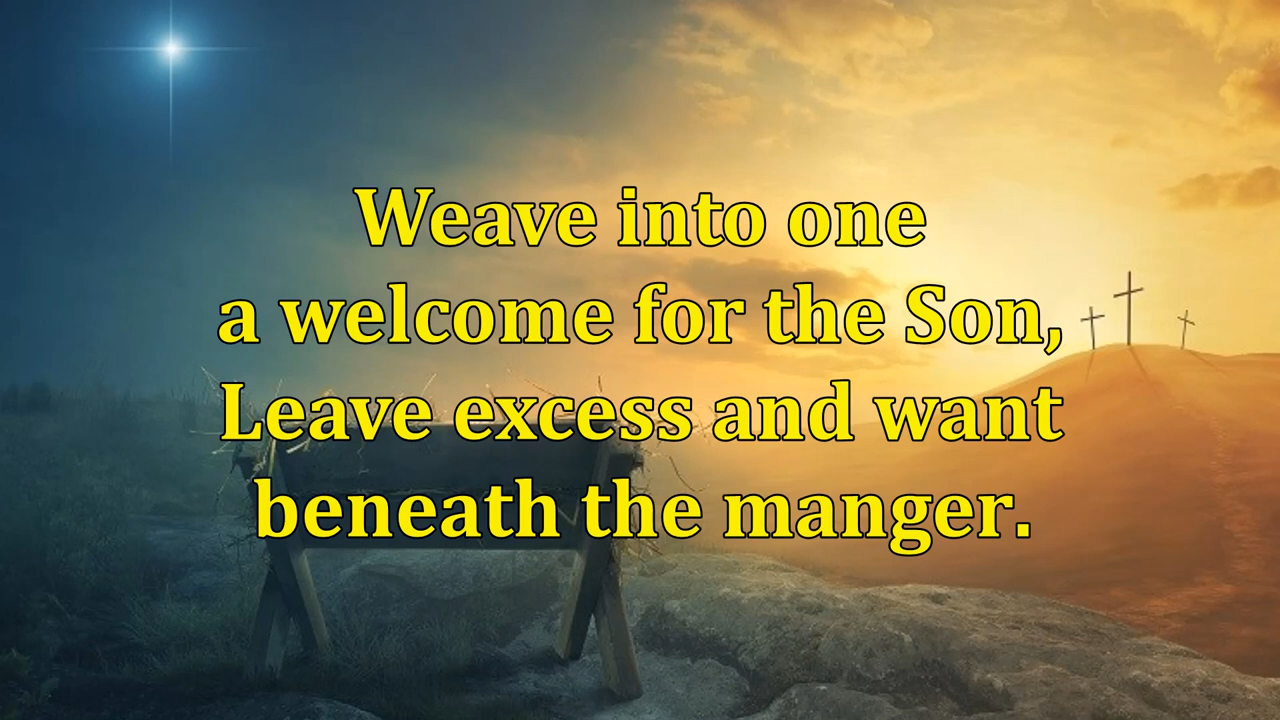 Weave into one
a welcome for the Son,
Leave excess and want
beneath the manger.